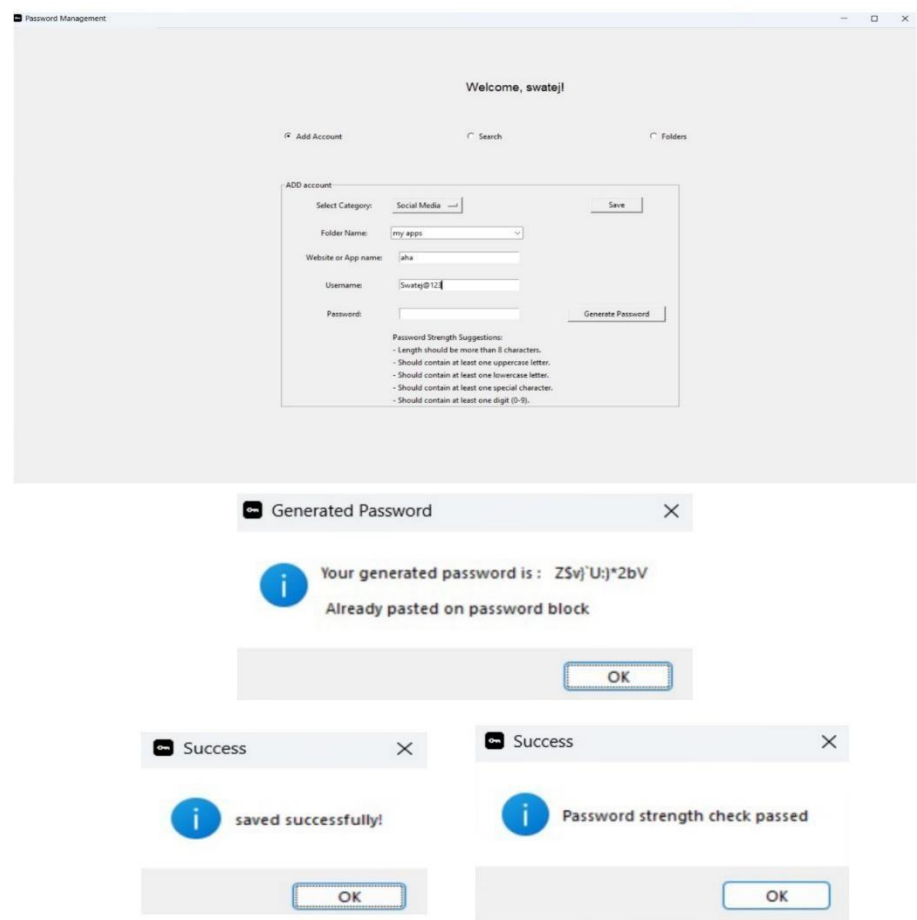 Password Management
Welcome, swatej!
Add Account Search Folders
ADD account
Select Category: Social Media Save
Folder Name: my apps
Website or App name: aha
Username: Swatej@123
Password: Generate Password
Password Strength Suggestions:
- Length should be more than 8 characters.
- Should contain at least one uppercase letter.
- Should contain at least one lowercase letter.
- Should contain at least one special character.
- Should contain at least one digit (0-9).
Generated Password
Your generated password is : Z$v}`U:)*2bV
Already pasted on password block
OK
Success
saved successfully!
OK
Success
Password strength check passed
OK